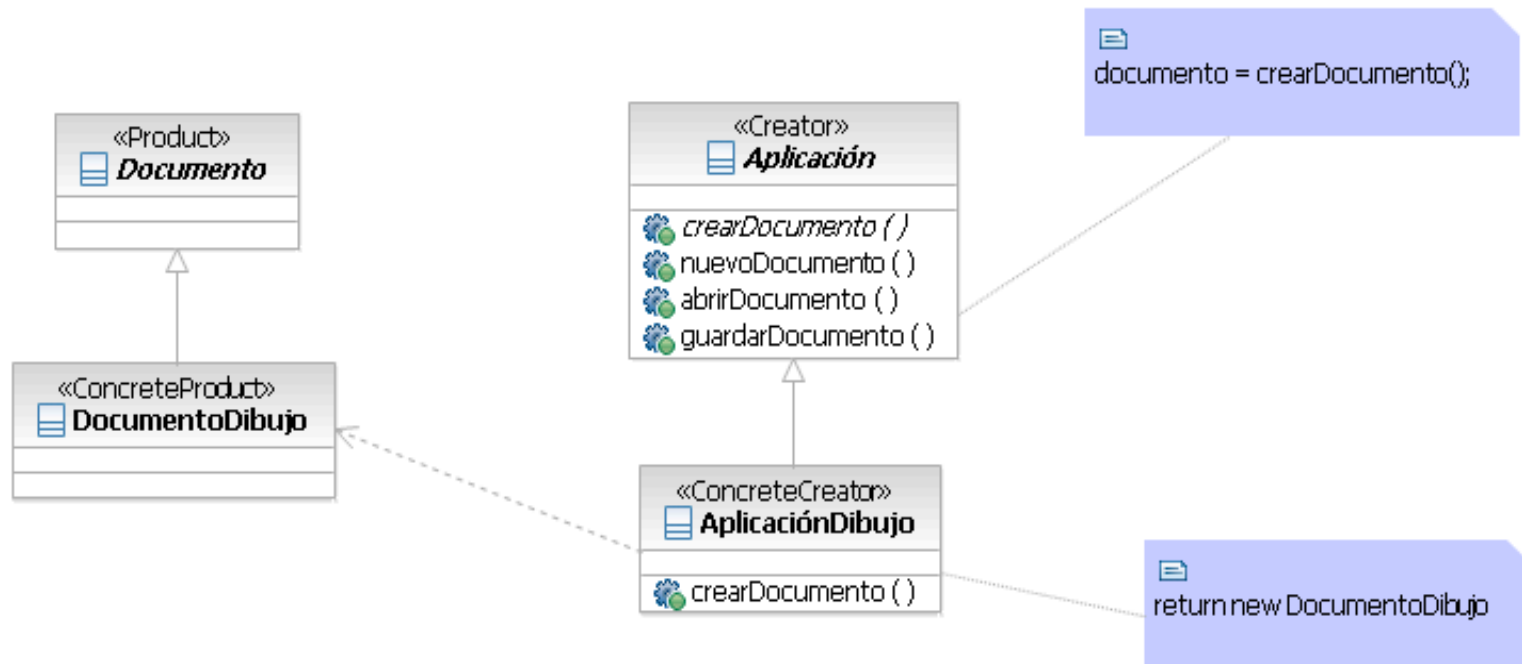 documento = crearDocumento();
«Product»
Documento
«Creator»
Aplicación
crearDocumento ( )
nuevoDocumento ( )
abrirDocumento ( )
guardarDocumento ( )
«ConcreteProduct»
DocumentoDibujo
«ConcreteCreator»
AplicaciónDibujo
crearDocumento ( )
return new DocumentoDibujo